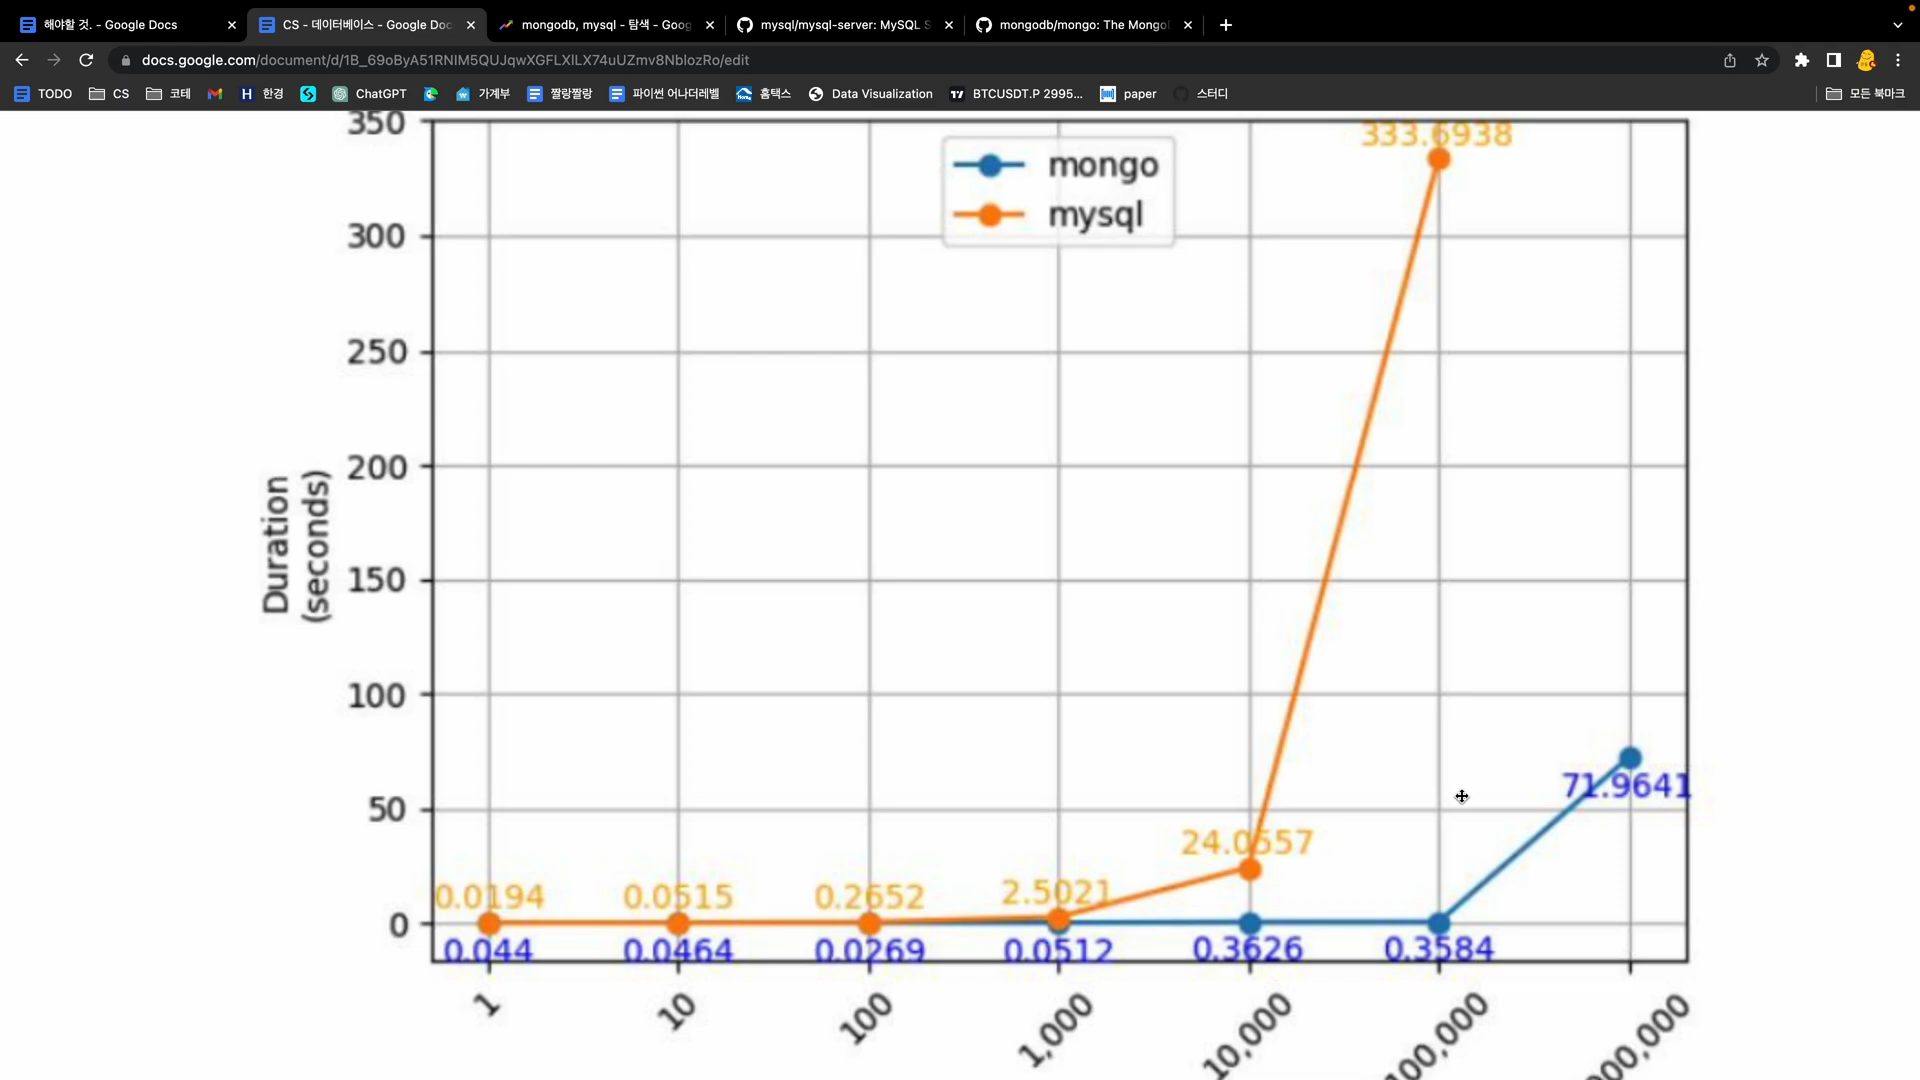 해야할 것. - Google Docs
CS - 데이터베이스 - Google Doc
mongodb, mysql - 탐색 - Goog
mysql/mysql-server: MySQL S
mongodb/mongo: The Mongo
docs.google.com/document/d/1B_69oByA51RNIM5QUJqwXGFLXlLX74uUZmv8NblozRo/edit
TODO
CS
코테
한경
ChatGPT
가계부
짤랑짤랑
파이썬 어나더레벨
홈택스
Data Visualization
BTCUSDT.P 2995...
paper
스터디
모든 북마크
350
300
250
200
150
100
50
0
Duration
(seconds)
mongo
mysql
333.6938
71.9641
24.0557
0.0194
0.0515
0.2652
2.5021
0.044
0.0464
0.0269
0.0512
0.3626
0.3584
1
10
100
1,000
10,000
100,000
000,000